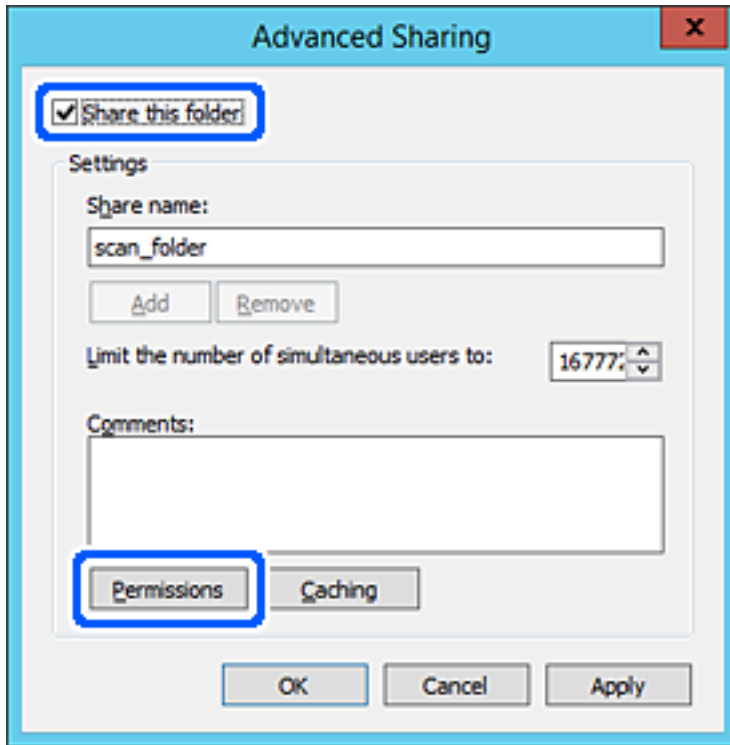 Advanced Sharing
x
Share this folder
Settings
Share name:
scan_folder
Add Remove
Limit the number of simultaneous users to:
Comments:
Permissions Caching
OK Cancel Apply